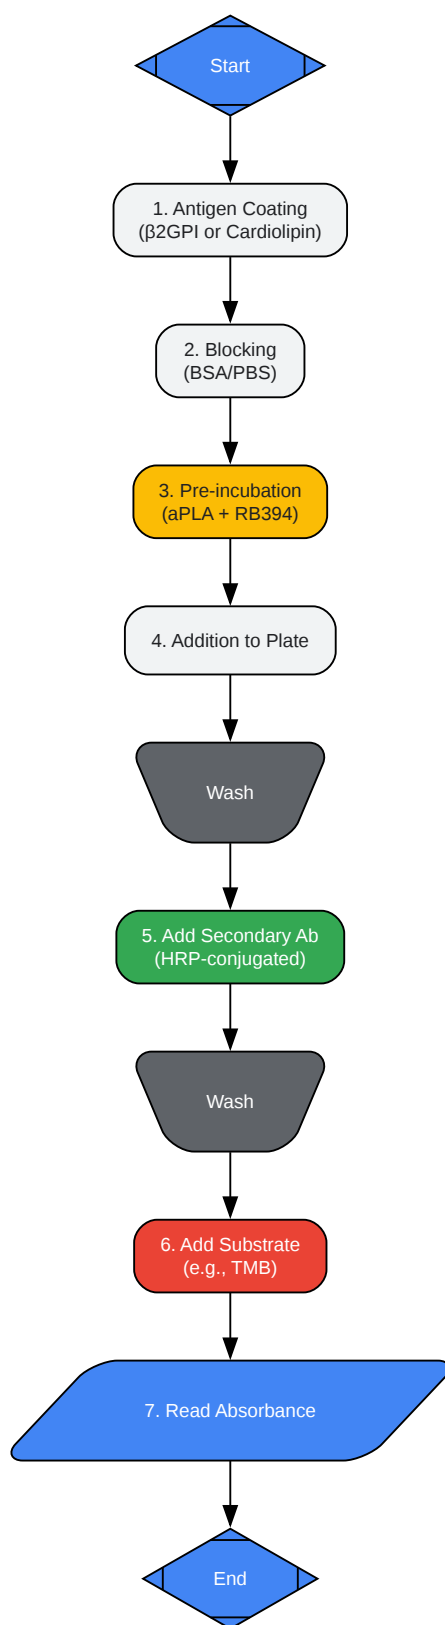 Start
1. Antigen Coating
(β2GPI or Cardiolipin)
2. Blocking
(BSA/PBS)
3. Pre-incubation
(aPLA + RB394)
4. Addition to Plate
Wash
5. Add Secondary Ab
(HRP-conjugated)
Wash
6. Add Substrate
(e.g., TMB)
7. Read Absorbance
End